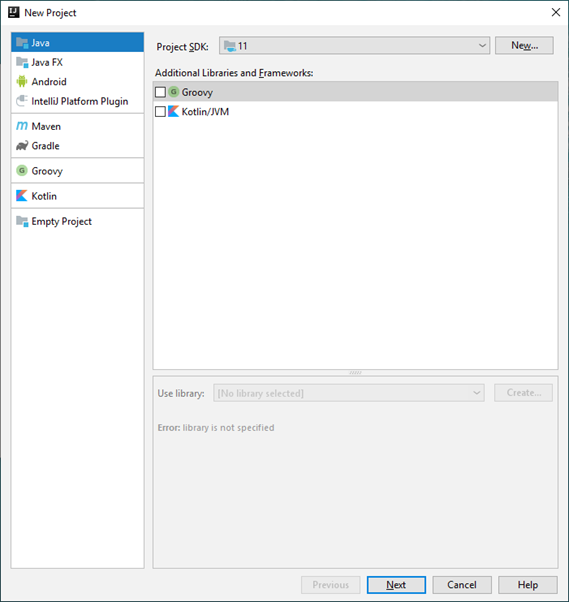 New Project
Java
Java FX
Android
IntelliJ Platform Plugin
Maven
Gradle
Groovy
Kotlin
Empty Project
Project SDK: 11 New...
Additional Libraries and Frameworks:
Groovy
Kotlin/JVM
Use library: [No library selected] Create...
Error: library is not specified
Previous Next Cancel Help